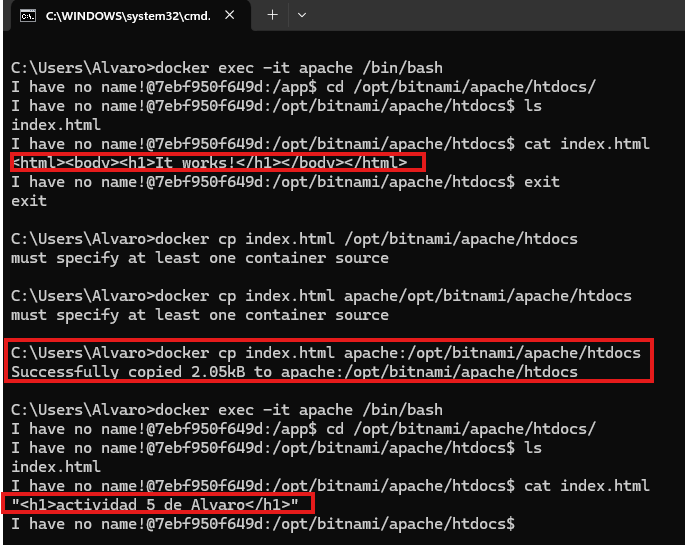 C:\WINDOWS\system32\cmd.
C:\Users\Alvaro>docker exec -it apache /bin/bash
I have no name!@7ebf950f649d:/app$ cd /opt/bitnami/apache/htdocs/
I have no name!@7ebf950f649d:/opt/bitnami/apache/htdocs$ ls
index.html
I have no name!@7ebf950f649d:/opt/bitnami/apache/htdocs$ cat index.html
<html><body><h1>It works!</h1></body></html>
I have no name!@7ebf950f649d:/opt/bitnami/apache/htdocs$ exit
exit
C:\Users\Alvaro>docker cp index.html /opt/bitnami/apache/htdocs
must specify at least one container source
C:\Users\Alvaro>docker cp index.html apache/opt/bitnami/apache/htdocs
must specify at least one container source
C:\Users\Alvaro>docker cp index.html apache:/opt/bitnami/apache/htdocs
Successfully copied 2.05kB to apache:/opt/bitnami/apache/htdocs
C:\Users\Alvaro>docker exec -it apache /bin/bash
I have no name!@7ebf950f649d:/app$ cd /opt/bitnami/apache/htdocs/
I have no name!@7ebf950f649d:/opt/bitnami/apache/htdocs$ ls
index.html
I have no name!@7ebf950f649d:/opt/bitnami/apache/htdocs$ cat index.html
"<h1>actividad 5 de Alvaro</h1>"
I have no name!@7ebf950f649d:/opt/bitnami/apache/htdocs$